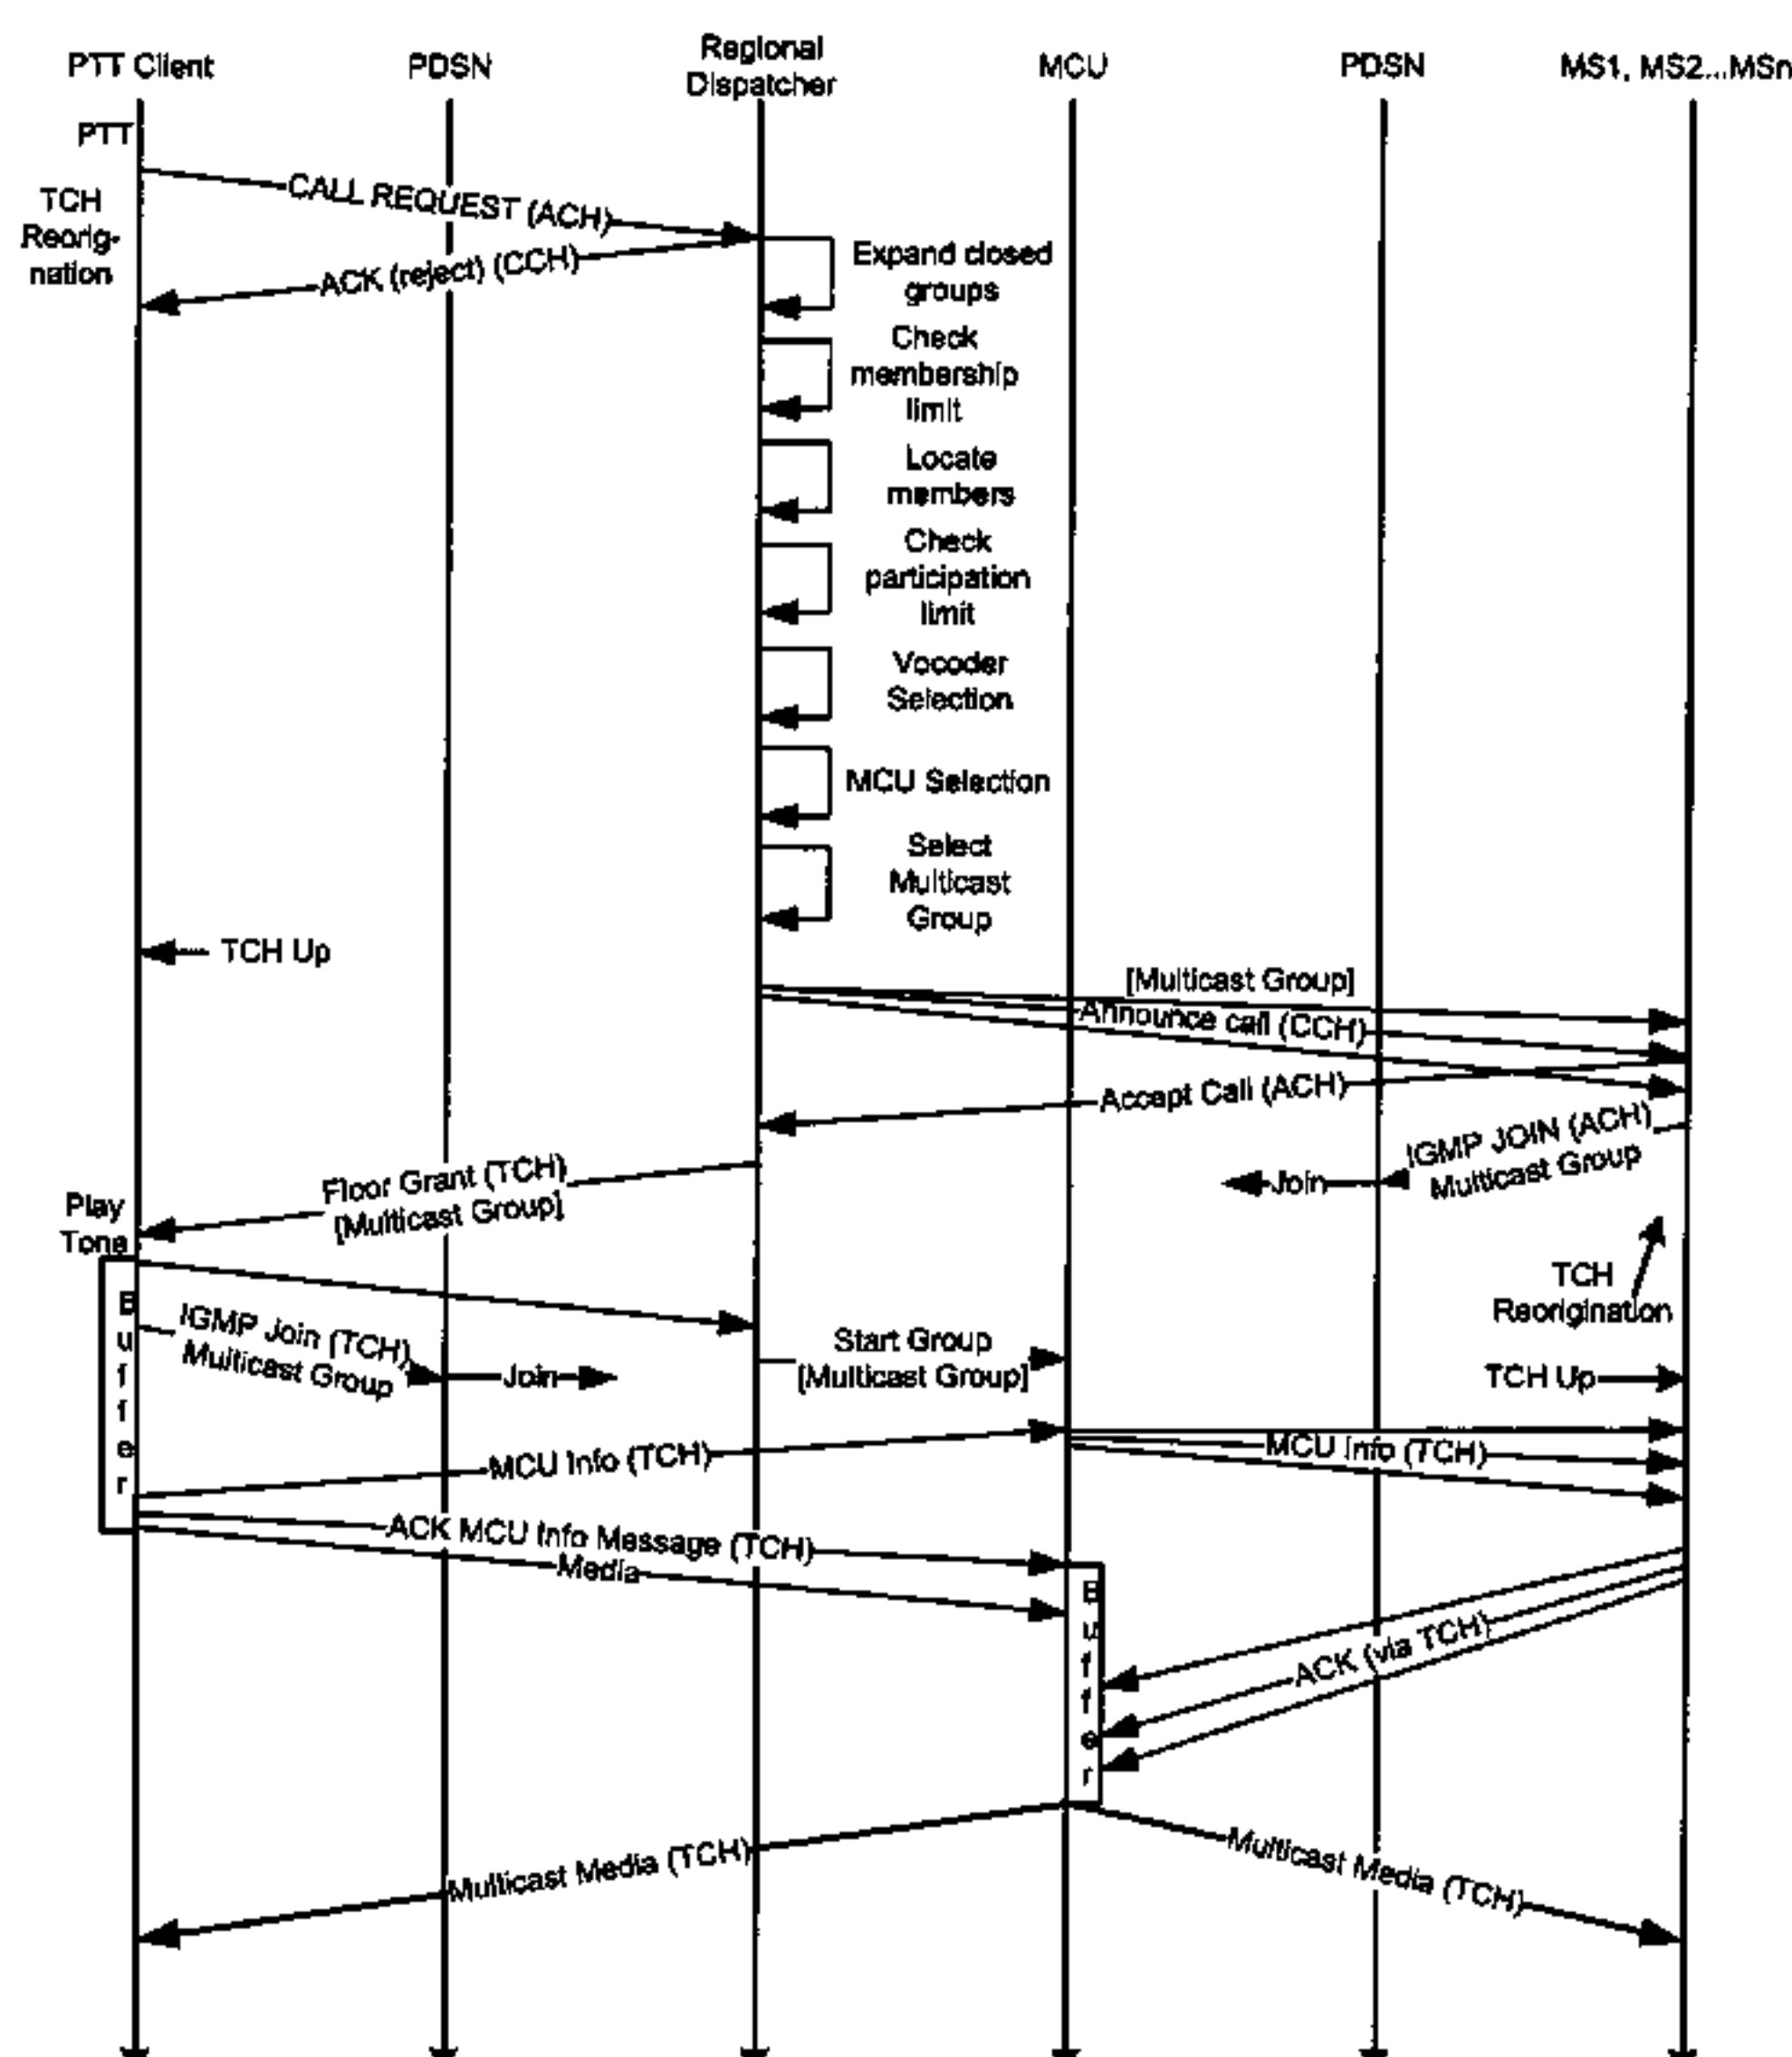 PTT Client
PDSN
Regional
Dispatcher
MCU
PDSN
MS1, MS2...MSn
PTT
TCH
Reorig-
nation
CALL REQUEST (ACH)
ACK (reject) (CCH)
Expand closed
groups
Check
membership
limit
Locate
members
Check
participation
limit
Vocoder
Selection
MCU Selection
Select
Multicast
Group
TCH Up
[Multicast Group]
Announce call (CCH)
Accept Call (ACH)
IGMP JOIN (ACH)
Multicast Group
Join
Floor Grant (TCH)
[Multicast Group]
Play
Tone
TCH
Reorigination
Buffer
IGMP Join (TCH)
Multicast Group
Join
Start Group
[Multicast Group]
TCH Up
MCU Info (TCH)
MCU Info (TCH)
ACK MCU Info Message (TCH)
Media
Buffer
ACK (via TCH)
Multicast Media (TCH)
Multicast Media (TCH)